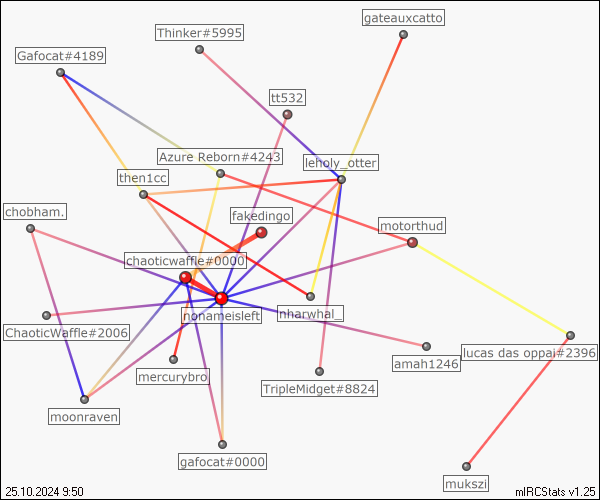 gateauxcatto
Thinker#5995
Gafocat#4189
tt532
Azure Reborn#4243
leholy_otter
then1cc
chobham.
fakedingo
motorthud
chaoticwaffle#0000
nonameisleft
nharwhal_
ChaoticWaffle#2006
lucas das oppai#2396
amah1246
mercurybro
TripleMidget#8824
moonraven
gafocat#0000
mukszi
25.10.2024 9:50
mIRCStats v1.25